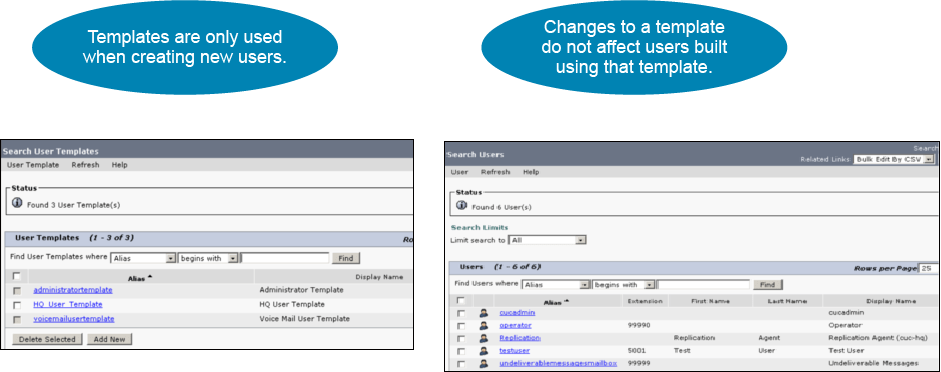 Templates are only used
when creating new users.
Changes to a template
do not affect users built
using that template.
Search User Templates
User Template Refresh Help
Status
Found 3 User Template(s)
User Templates (1 - 3 of 3) Ro
Find User Templates where Alias begins with Find
Alias Display Name
administratortemplate Administrator Template
HQ_User_Template HQ User Template
voicemailusertemplate Voice Mail User Template
Delete Selected Add New
Search
Search Users
Related Links Bulk Edit By CSV
User Refresh Help
Status
Found 6 User(s)
Search Limits
Limit search to All
Users (1 - 6 of 6) Rows per Page 25
Find Users where Alias begins with Find
Alias Extension First Name Last Name Display Name
cucadmin cucadmin
operator 99990 Operator
Replication Replication Agent Replication Agent (cuc-hq)
testuser 5001 Test User Test User
undeliverablemessagesmailbox 99999 Undeliverable Messages